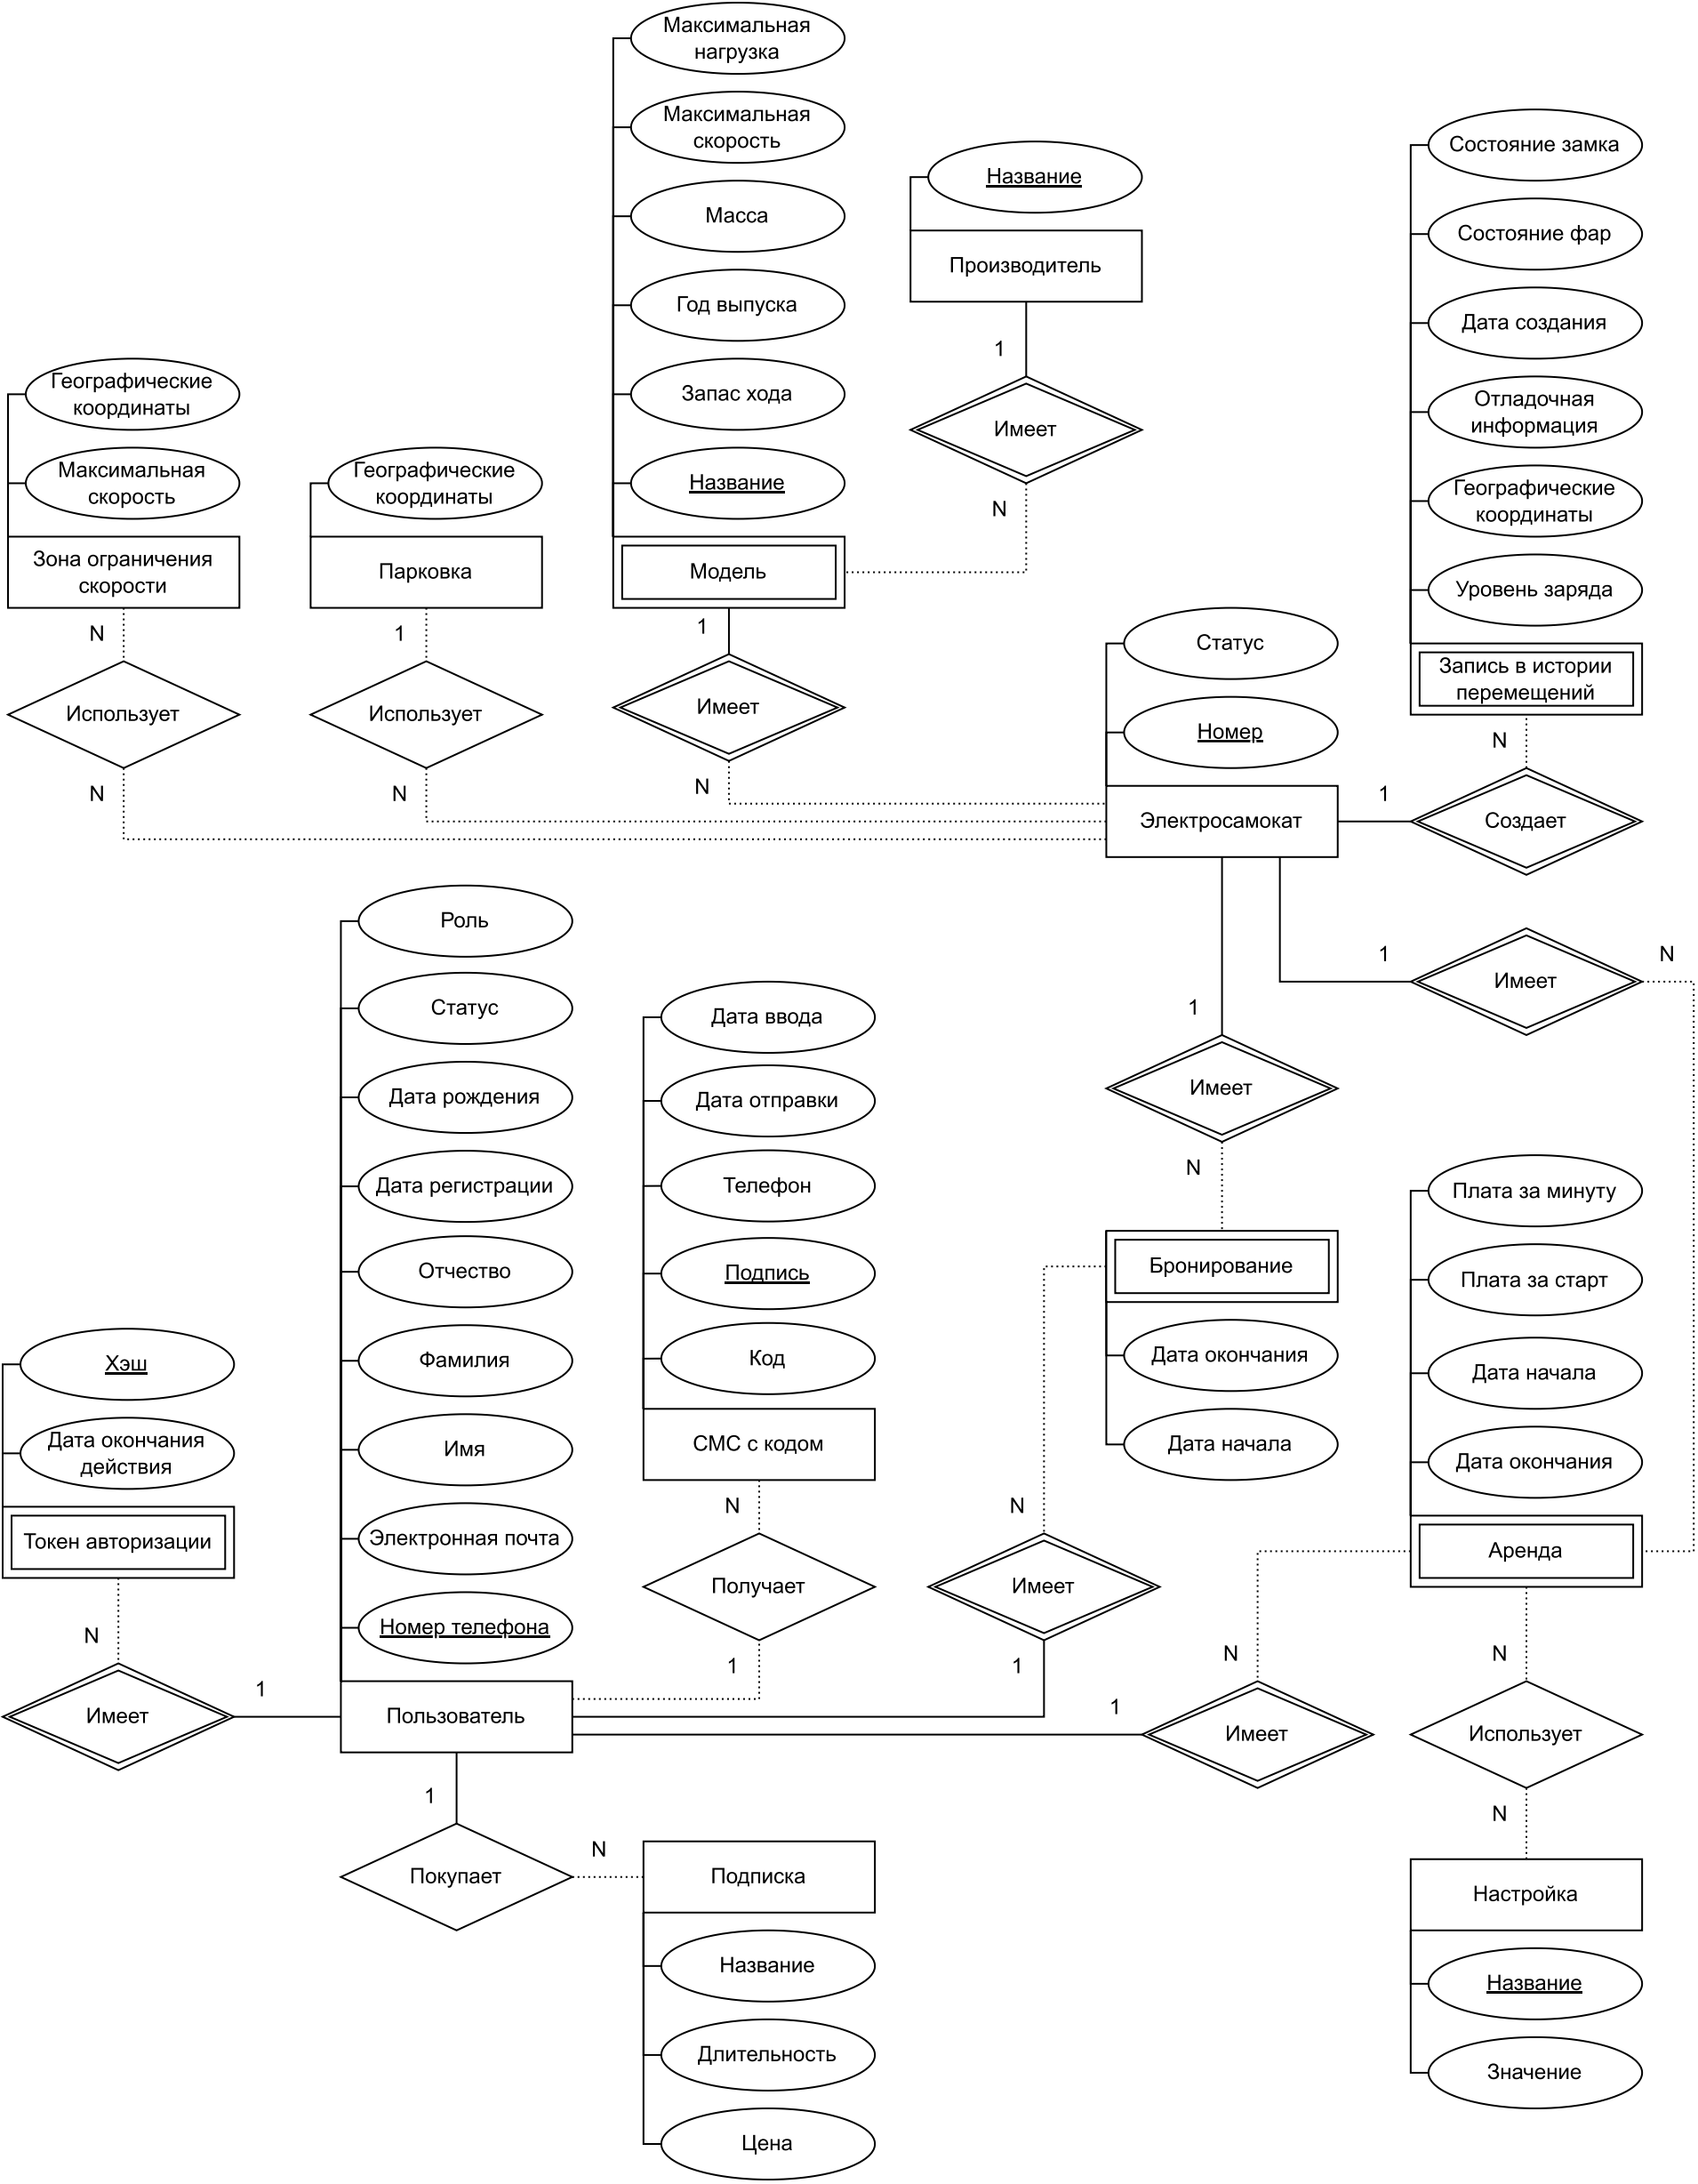 Максимальная
нагрузка
Максимальная
скорость
Масса
Год выпуска
Запас хода
Название
Модель
1
Имеет
N
Название
Производитель
1
Имеет
N
Состояние замка
Состояние фар
Дата создания
Отладочная
информация
Географические
координаты
Уровень заряда
Запись в истории
перемещений
N
Создает
1
Географические
координаты
Максимальная
скорость
Зона ограничения
скорости
N
Использует
N
Географические
координаты
Парковка
1
Использует
N
Статус
Номер
Электросамокат
1
Имеет
N
1
Имеет
N
Роль
Статус
Дата рождения
Дата регистрации
Отчество
Фамилия
Имя
Электронная почта
Номер телефона
Пользователь
Дата ввода
Дата отправки
Телефон
Подпись
Код
СМС с кодом
N
Получает
1
Бронирование
Дата окончания
Дата начала
N
Имеет
1
Плата за минуту
Плата за старт
Дата начала
Дата окончания
Аренда
N
Имеет
1
N
Использует
N
Настройка
Название
Значение
Хэш
Дата окончания
действия
Токен авторизации
N
Имеет
1
1
Покупает
N
Подписка
Название
Длительность
Цена